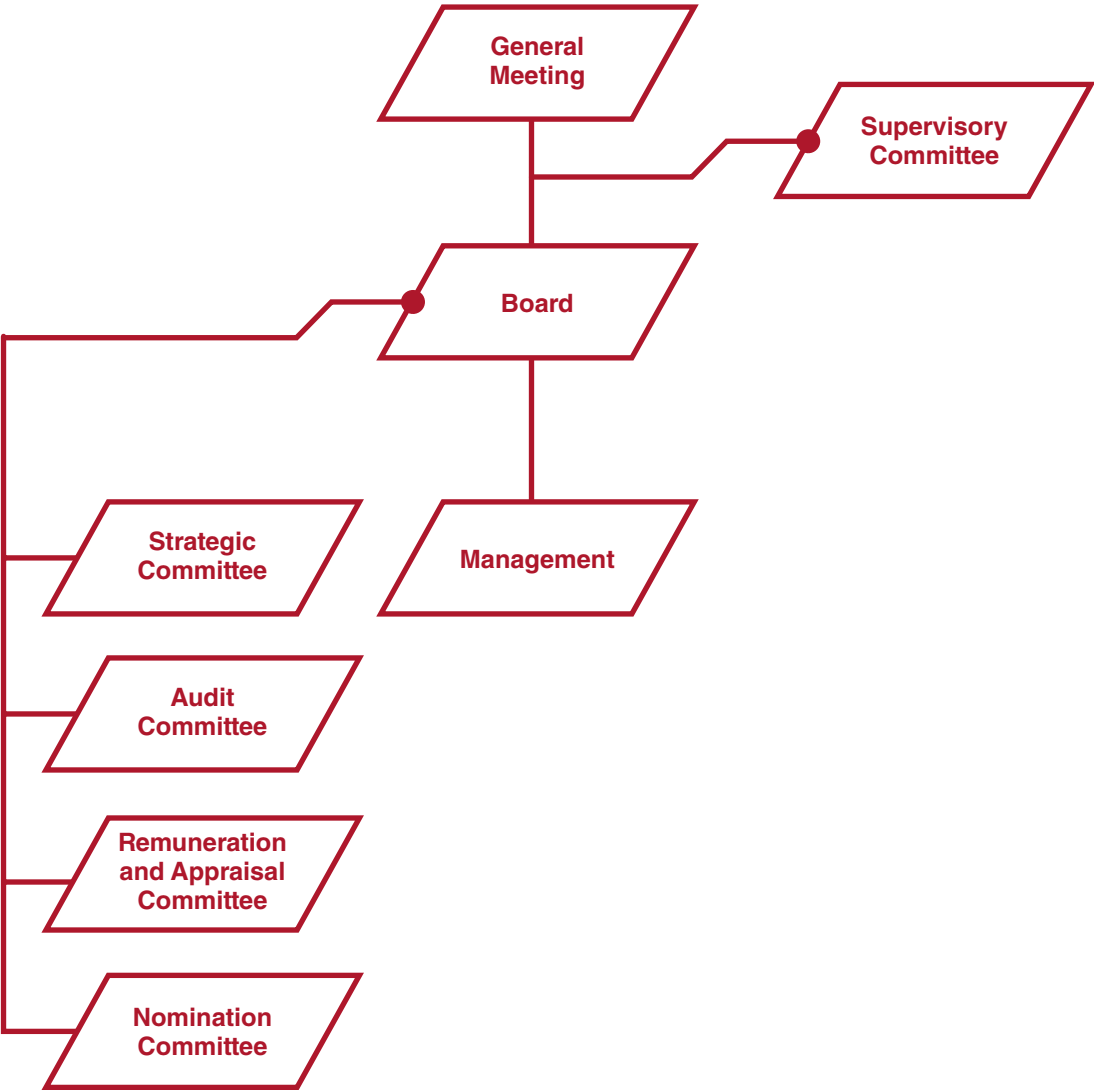 General
Meeting
Supervisory
Committee
Board
Strategic
Committee
Management
Audit
Committee
Remuneration
and Appraisal
Committee
Nomination
Committee